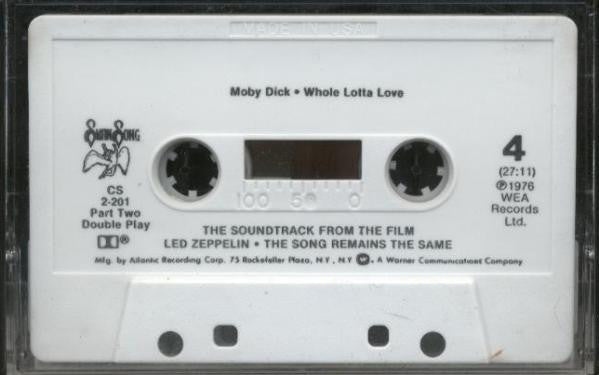 MADE IN USA
Moby Dick • Whole Lotta Love
SWAN SONG
CS
2-201
Part Two
Double Play
4
(27:11)
℗1976
WEA
Records
Ltd.
100 50 0
THE SOUNDTRACK FROM THE FILM
LED ZEPPELIN • THE SONG REMAINS THE SAME
Mfg. by Atlantic Recording Corp. 75 Rockefeller Plaza, N.Y., N.Y. A Warner Communications Company